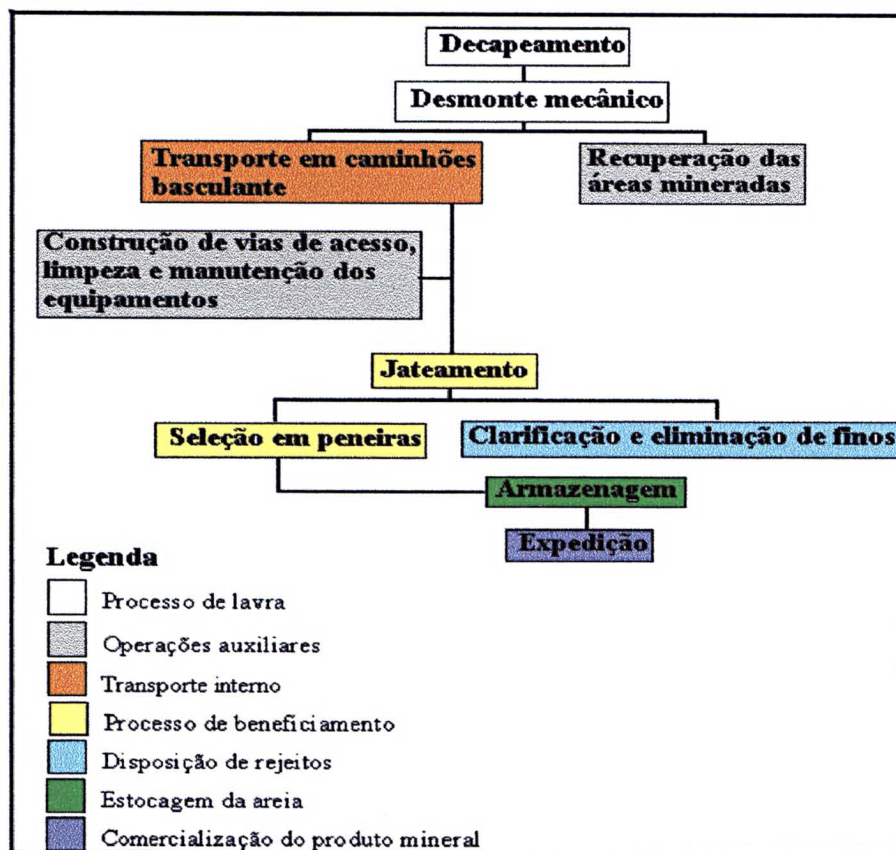 Decapeamento
Desmonte mecânico
Transporte em caminhões
basculante
Recuperação das
áreas mineradas
Construção de vias de acesso,
limpeza e manutenção dos
equipamentos
Jateamento
Seleção em peneiras
Clarificação e eliminação de finos
Armazenagem
Expedição
Legenda
Processo de lavra
Operações auxiliares
Transporte interno
Processo de beneficiamento
Disposição de rejeitos
Estocagem da areia
Comercialização do produto mineral